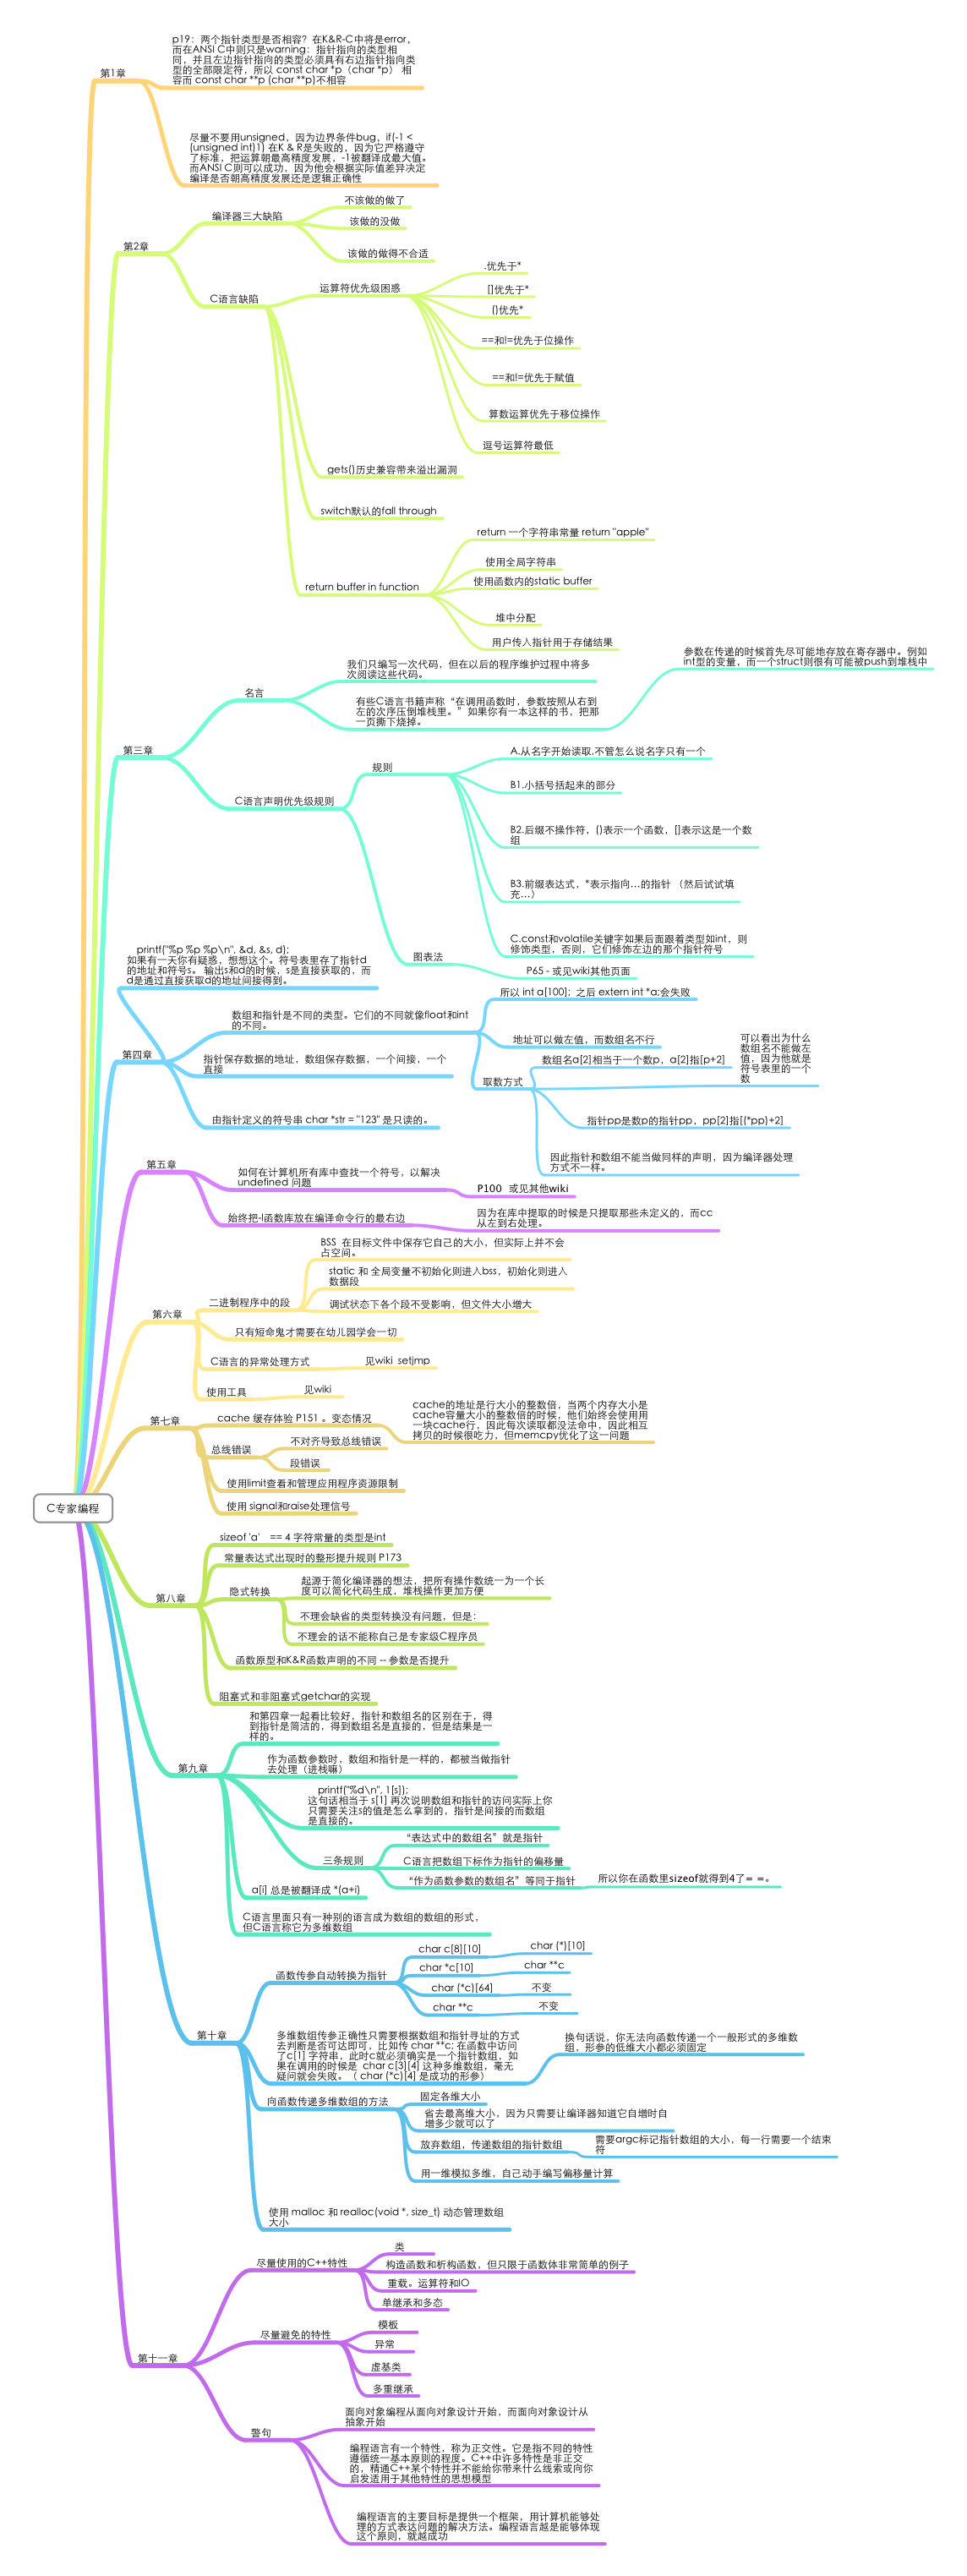 C专家编程
第1章
p19：两个指针类型是否相容？在K&R-C中将是error，
而在ANSI C中则只是warning：指针指向的类型相
同，并且左边指针指向的类型必须具有右边指针指向类
型的全部限定符，所以 const char *p（char *p） 相
容而 const char **p (char **p)不相容
尽量不要用unsigned，因为边界条件bug，if(-1 <
(unsigned int)1) 在K & R是失败的，因为它严格遵守
了标准，把运算朝最高精度发展，-1被翻译成最大值。
而ANSI C则可以成功，因为他会根据实际值差异决定
编译是否朝高精度发展还是逻辑正确性
第2章
编译器三大缺陷
不该做的做了
该做的没做
该做的做得不合适
C语言缺陷
运算符优先级困惑
.优先于*
[]优先于*
()优先*
==和!=优先于位操作
==和!=优先于赋值
算数运算优先于移位操作
逗号运算符最低
gets()历史兼容带来溢出漏洞
switch默认的fall through
return buffer in function
return 一个字符串常量 return "apple"
使用全局字符串
使用函数内的static buffer
堆中分配
用户传入指针用于存储结果
第三章
名言
我们只编写一次代码，但在以后的程序维护过程中将多
次阅读这些代码。
有些C语言书籍声称“在调用函数时，参数按照从右到
左的次序压倒堆栈里。”如果你有一本这样的书，把那
一页撕下烧掉。
参数在传递的时候首先尽可能地存放在寄存器中。例如
int型的变量，而一个struct则很有可能被push到堆栈中
C语言声明优先级规则
规则
A.从名字开始读取.不管怎么说名字只有一个
B1.小括号括起来的部分
B2.后缀不操作符，()表示一个函数，[]表示这是一个数
组
B3.前缀表达式，*表示指向...的指针 （然后试试填
充...）
C.const和volatile关键字如果后面跟着类型如int，则
修饰类型，否则，它们修饰左边的那个指针符号
图表法
P65 - 或见wiki其他页面
第四章
printf("%p %p %p\n", &d, &s, d);
如果有一天你有疑惑，想想这个。符号表里存了指针d
的地址和符号s。 输出s和d的时候，s是直接获取的，而
d是通过直接获取d的地址间接得到。
数组和指针是不同的类型。它们的不同就像float和int
的不同。
所以 int a[100]; 之后 extern int *a;会失败
地址可以做左值，而数组名不行
取数方式
数组名a[2]相当于一个数p，a[2]指[p+2]
可以看出为什么
数组名不能做左
值，因为他就是
符号表里的一个
数
指针pp是数p的指针pp，pp[2]指[(*pp)+2]
因此指针和数组不能当做同样的声明，因为编译器处理
方式不一样。
指针保存数据的地址，数组保存数据，一个间接，一个
直接
由指针定义的符号串 char *str = "123" 是只读的。
第五章
如何在计算机所有库中查找一个符号，以解决
undefined 问题
P100 或见其他wiki
始终把-l函数库放在编译命令行的最右边
因为在库中提取的时候是只提取那些未定义的，而cc
从左到右处理。
第六章
二进制程序中的段
BSS 在目标文件中保存它自己的大小，但实际上并不会
占空间。
static 和 全局变量不初始化则进入bss，初始化则进入
数据段
调试状态下各个段不受影响，但文件大小增大
只有短命鬼才需要在幼儿园学会一切
C语言的异常处理方式
见wiki setjmp
使用工具
见wiki
第七章
cache 缓存体验 P151 。变态情况
cache的地址是行大小的整数倍，当两个内存大小是
cache容量大小的整数倍的时候，他们始终会使用用
一块cache行，因此每次读取都没法命中，因此相互
拷贝的时候很吃力，但memcpy优化了这一问题
总线错误
不对齐导致总线错误
段错误
使用limit查看和管理应用程序资源限制
使用 signal和raise处理信号
第八章
sizeof 'a' == 4 字符常量的类型是int
常量表达式出现时的整形提升规则 P173
隐式转换
起源于简化编译器的想法，把所有操作数统一为一个长
度可以简化代码生成，堆栈操作更加方便
不理会缺省的类型转换没有问题，但是：
不理会的话不能称自己是专家级C程序员
函数原型和K&R函数声明的不同 -- 参数是否提升
阻塞式和非阻塞式getchar的实现
第九章
和第四章一起看比较好，指针和数组名的区别在于，得
到指针是简洁的，得到数组名是直接的，但是结果是一
样的。
作为函数参数时，数组和指针是一样的，都被当做指针
去处理（进栈嘛）
printf("%d\n", 1[s]);
这句话相当于 s[1] 再次说明数组和指针的访问实际上你
只需要关注s的值是怎么拿到的，指针是间接的而数组
是直接的。
三条规则
“表达式中的数组名”就是指针
C语言把数组下标作为指针的偏移量
“作为函数参数的数组名”等同于指针
所以你在函数里sizeof就得到4了= =。
a[i] 总是被翻译成 *(a+i)
C语言里面只有一种别的语言成为数组的数组的形式，
但C语言称它为多维数组
第十章
函数传参自动转换为指针
char c[8][10]
char (*)[10]
char *c[10]
char **c
char (*c)[64]
不变
char **c
不变
多维数组传参正确性只需要根据数组和指针寻址的方式
去判断是否可达即可，比如传 char **c; 在函数中访问
了c[1] 字符串，此时c就必须确实是一个指针数组，如
果在调用的时候是 char c[3][4] 这种多维数组，毫无
疑问就会失败。（ char (*c)[4] 是成功的形参）
换句话说，你无法向函数传递一个一般形式的多维数
组，形参的低维大小都必须固定
向函数传递多维数组的方法
固定各维大小
省去最高维大小，因为只需要让编译器知道它自增时自
增多少就可以了
放弃数组，传递数组的指针数组
需要argc标记指针数组的大小，每一行需要一个结束
符
用一维模拟多维，自己动手编写偏移量计算
使用 malloc 和 realloc(void *, size_t) 动态管理数组
大小
第十一章
尽量使用的C++特性
类
构造函数和析构函数，但只限于函数体非常简单的例子
重载。运算符和IO
单继承和多态
尽量避免的特性
模板
异常
虚基类
多重继承
警句
面向对象编程从面向对象设计开始，而面向对象设计从
抽象开始
编程语言有一个特性，称为正交性。它是指不同的特性
遵循统一基本原则的程度。C++中许多特性是非正交
的，精通C++某个特性并不能给你带来什么线索或向你
启发适用于其他特性的思想模型
编程语言的主要目标是提供一个框架，用计算机能够处
理的方式表达问题的解决方法。编程语言越是能够体现
这个原则，就越成功